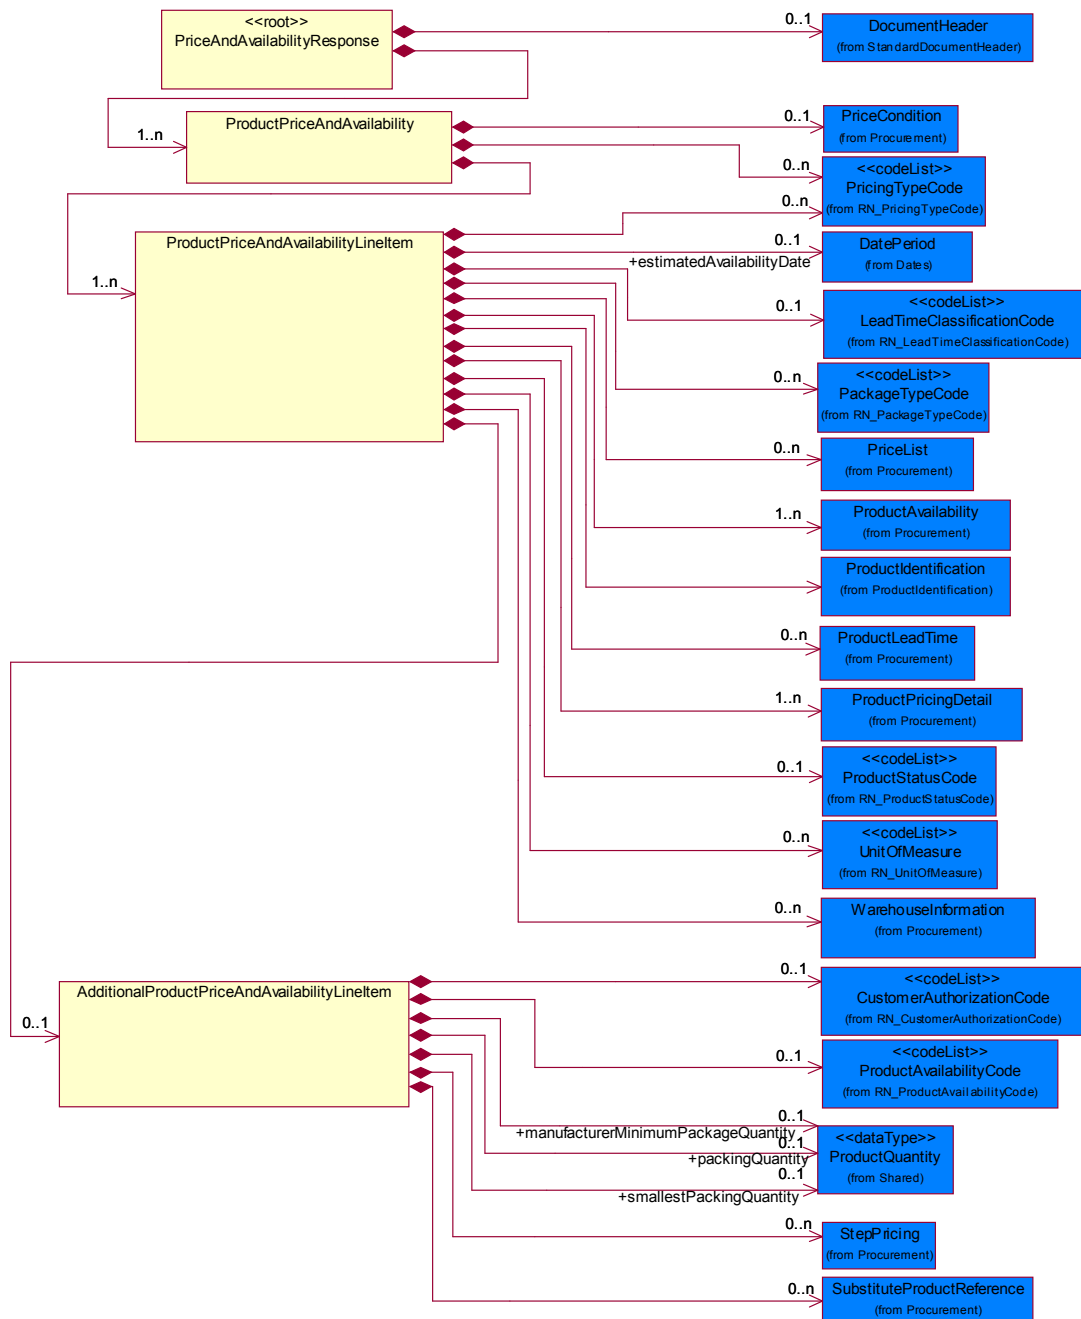 <<root>>
PriceAndAvailabilityResponse
0..1
DocumentHeader
(from StandardDocumentHeader)
1..n
ProductPriceAndAvailability
0..1
PriceCondition
(from Procurement)
0..n
<<codeList>>
PricingTypeCode
(from RN_PricingTypeCode)
0..n
1..n
ProductPriceAndAvailabilityLineItem
0..1
+estimatedAvailabilityDate
DatePeriod
(from Dates)
0..1
<<codeList>>
LeadTimeClassificationCode
(from RN_LeadTimeClassificationCode)
0..n
<<codeList>>
PackageTypeCode
(from RN_PackageTypeCode)
0..n
PriceList
(from Procurement)
1..n
ProductAvailability
(from Procurement)
ProductIdentification
(from ProductIdentification)
0..n
ProductLeadTime
(from Procurement)
1..n
ProductPricingDetail
(from Procurement)
0..1
<<codeList>>
ProductStatusCode
(from RN_ProductStatusCode)
0..n
<<codeList>>
UnitOfMeasure
(from RN_UnitOfMeasure)
0..n
WarehouseInformation
(from Procurement)
0..1
AdditionalProductPriceAndAvailabilityLineItem
0..1
<<codeList>>
CustomerAuthorizationCode
(from RN_CustomerAuthorizationCode)
0..1
<<codeList>>
ProductAvailabilityCode
(from RN_ProductAvailabilityCode)
0..1
+manufacturerMinimumPackageQuantity
0..1
+packingQuantity
0..1
+smallestPackingQuantity
<<dataType>>
ProductQuantity
(from Shared)
0..n
StepPricing
(from Procurement)
0..n
SubstituteProductReference
(from Procurement)